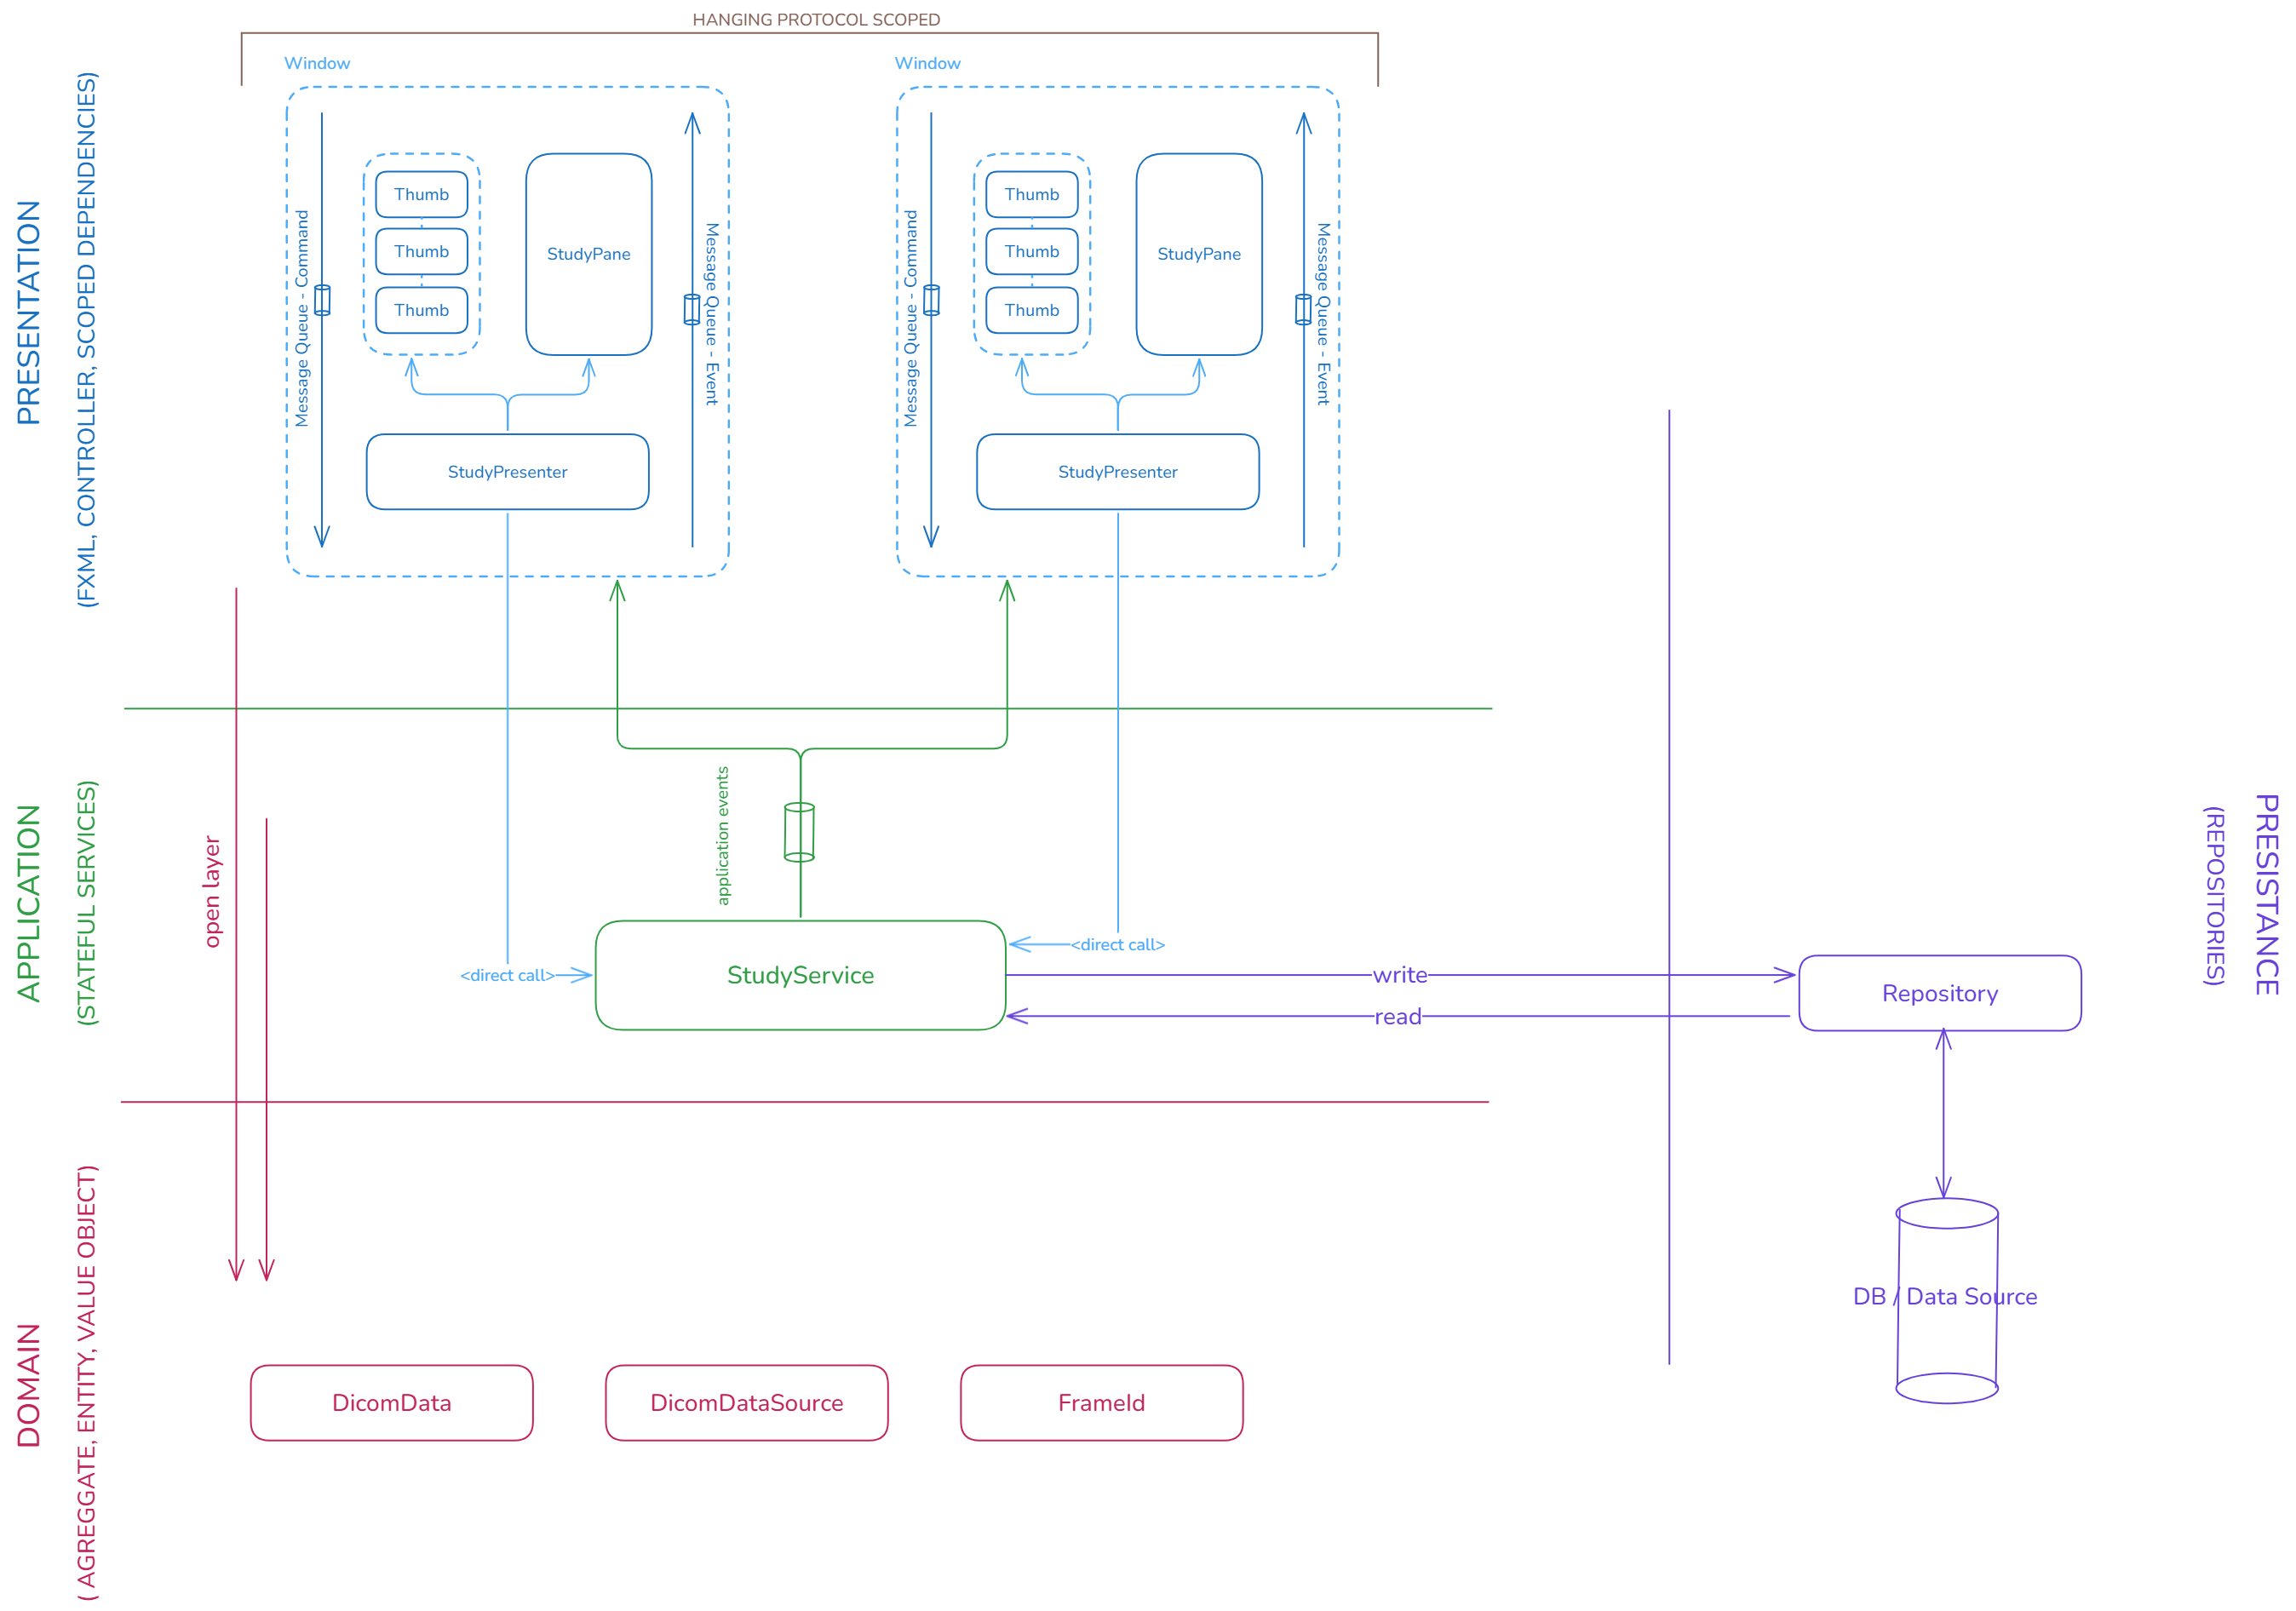 HANGING PROTOCOL SCOPED
Window
Window
PRESENTATION
(FXML, CONTROLLER, SCOPED DEPENDENCIES)
Message Queue - Command
Thumb
Thumb
Thumb
StudyPane
Message Queue - Event
StudyPresenter
Message Queue - Command
Thumb
Thumb
Thumb
StudyPane
Message Queue - Event
StudyPresenter
APPLICATION
(STATEFUL SERVICES)
open layer
application events
<direct call>
StudyService
<direct call>
write
read
Repository
PRESISTANCE
(REPOSITORIES)
DB / Data Source
DOMAIN
( AGREGGATE, ENTITY, VALUE OBJECT)
DicomData
DicomDataSource
FrameId